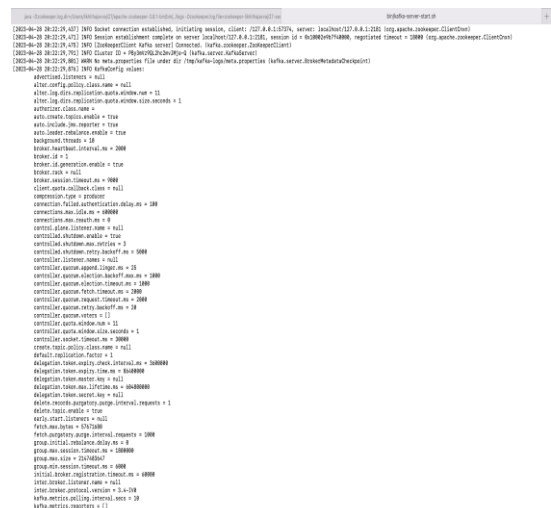 bin/kafka-server-start.sh
[2023-04-28 20:22:29,457] INFO Socket connection established, initiating session, client: /127.0.0.1:57374, server: localhost/127.0.0.1:2181 (org.apache.zookeeper.ClientCnxn)
[2023-04-28 20:22:29,471] INFO Session establishment complete on server localhost/127.0.0.1:2181, session id = negotiated timeout = 18000 (org.apache.zookeeper.ClientCnxn)
[2023-04-28 20:22:29,475] INFO [ZooKeeperClient Kafka server] Connected. (kafka.zookeeper.ZooKeeperClient)
[2023-04-28 20:22:29,791] INFO Cluster ID = (kafka.server.KafkaServer)
[2023-04-28 20:22:29,801] WARN No meta.properties file under dir /tmp/kafka-logs/meta.properties (kafka.server.BrokerMetadataCheckpoint)
[2023-04-28 20:22:29,876] INFO KafkaConfig values:
advertised.listeners = null
alter.config.policy.class.name = null
alter.log.dirs.replication.quota.window.num = 11
alter.log.dirs.replication.quota.window.size.seconds = 1
authorizer.class.name =
auto.create.topics.enable = true
auto.include.jmx.reporter = true
auto.leader.rebalance.enable = true
background.threads = 10
broker.heartbeat.interval.ms = 2000
broker.id = 1
broker.id.generation.enable = true
broker.rack = null
broker.session.timeout.ms = 9000
client.quota.callback.class = null
compression.type = producer
connection.failed.authentication.delay.ms = 100
connections.max.idle.ms = 600000
connections.max.reauth.ms = 0
control.plane.listener.name = null
controlled.shutdown.enable = true
controlled.shutdown.max.retries = 3
controlled.shutdown.retry.backoff.ms = 5000
controller.listener.names = null
controller.quorum.append.linger.ms = 25
controller.quorum.election.backoff.max.ms = 1000
controller.quorum.election.timeout.ms = 1000
controller.quorum.fetch.timeout.ms = 2000
controller.quorum.request.timeout.ms = 2000
controller.quorum.retry.backoff.ms = 20
controller.quorum.voters = []
controller.quota.window.num = 11
controller.quota.window.size.seconds = 1
controller.socket.timeout.ms = 30000
create.topic.policy.class.name = null
default.replication.factor = 1
delegation.token.expiry.check.interval.ms = 3600000
delegation.token.expiry.time.ms = 86400000
delegation.token.master.key = null
delegation.token.max.lifetime.ms = 604800000
delegation.token.secret.key = null
delete.records.purgatory.purge.interval.requests = 1
delete.topic.enable = true
early.start.listeners = null
fetch.max.bytes = 57671680
fetch.purgatory.purge.interval.requests = 1000
group.initial.rebalance.delay.ms = 0
group.max.session.timeout.ms = 1800000
group.max.size = 2147483647
group.min.session.timeout.ms = 6000
initial.broker.registration.timeout.ms = 60000
inter.broker.listener.name = null
inter.broker.protocol.version = 3.4-IV0
kafka.metrics.polling.interval.secs = 10
kafka.metrics.reporters = []